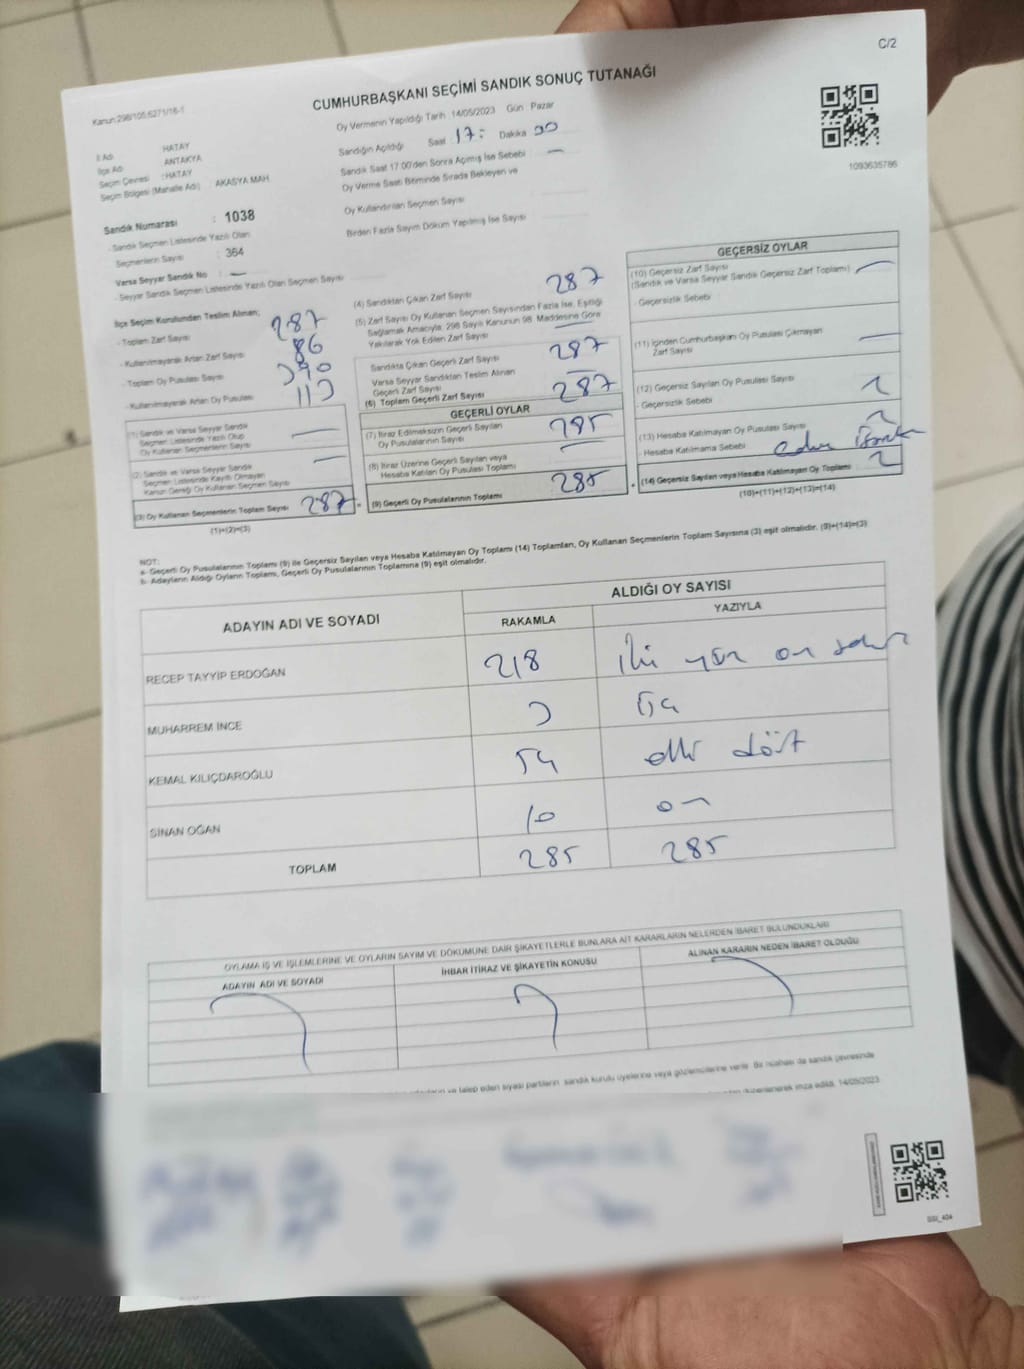 C/2
Kanun:298/105;6271/16-1
CUMHURBAŞKANI SEÇİMİ SANDIK SONUÇ TUTANAĞI
Oy Vermenin Yapıldığı Tarih :14/05/2023 Gün : Pazar
İl Adı HATAY
İlçe Adı ANTAKYA
Seçim Çevresi : HATAY
Seçim Bölgesi (Mahalle Adı) : AKASYA MAH.
Sandığın Açıldığı Saat 17: Dakika 00
Sandık Saat 17:00'den Sonra Açılmış İse Sebebi —
Oy Verme Saati Bitiminde Sırada Bekleyen ve
Oy Kullandırılan Seçmen Sayısı
Birden Fazla Sayım Döküm Yapılmış İse Sayısı
1093635786
Sandık Numarası : 1038
- Sandık Seçmen Listesinde Yazılı Olan
Seçmenlerin Sayısı : 364
Varsa Seyyar Sandık No : —
- Seyyar Sandık Seçmen Listesinde Yazılı Olan Seçmen Sayısı
İlçe Seçim Kurulundan Teslim Alınan;
- Toplam Zarf Sayısı 287
- Kullanılmayarak Artan Zarf Sayısı 86
- Toplam Oy Pusulası Sayısı
- Kullanılmayarak Artan Oy Pusulası 113
(1) Sandık ve Varsa Seyyar Sandık
Seçmen Listesinde Yazılı Olup
Oy Kullanan Seçmenlerin Sayısı —
(2) Sandık ve Varsa Seyyar Sandık
Seçmen Listesinde Kayıtlı Olmayan
Kanun Gereği Oy Kullanan Seçmen Sayısı —
(3) Oy Kullanan Seçmenlerin Toplam Sayısı 287
(1)+(2)=(3)
(4) Sandıktan Çıkan Zarf Sayısı 287
(5) Zarf Sayısı Oy Kullanan Seçmen Sayısından Fazla İse, Eşitliği
Sağlamak Amacıyla, 298 Sayılı Kanunun 98. Maddesine Göre
Yakılarak Yok Edilen Zarf Sayısı —
Sandıkta Çıkan Geçerli Zarf Sayısı 287
Varsa Seyyar Sandıktan Teslim Alınan
Geçerli Zarf Sayısı —
(6) Toplam Geçerli Zarf Sayısı 287
GEÇERLİ OYLAR
(7) İtiraz Edilmeksizin Geçerli Sayılan
Oy Pusulalarının Sayısı 285
(8) İtiraz Üzerine Geçerli Sayılan veya
Hesaba Katılan Oy Pusulası Toplamı —
(9) Geçerli Oy Pusulalarının Toplamı 285
GEÇERSİZ OYLAR
(10) Geçersiz Zarf Sayısı
(Sandık ve Varsa Seyyar Sandık Geçersiz Zarf Toplamı) —
- Geçersizlik Sebebi
(11) İçinden Cumhurbaşkanı Oy Pusulası Çıkmayan
Zarf Sayısı —
(12) Geçersiz Sayılan Oy Pusulası Sayısı 2
- Geçersizlik Sebebi
(13) Hesaba Katılmayan Oy Pusulası Sayısı 2
- Hesaba Katılmama Sebebi
(14) Geçersiz Sayılan veya Hesaba Katılmayan Oy Toplamı 2
(10)+(11)+(12)+(13)=(14)
NOT:
a- Geçerli Oy Pusulalarının Toplamı (9) ile Geçersiz Sayılan veya Hesaba Katılmayan Oy Toplamı (14) Toplamları, Oy Kullanan Seçmenlerin Toplam Sayısına (3) eşit olmalıdır. (9)+(14)=(3)
b- Adayların Aldığı Oyların Toplamı, Geçerli Oy Pusulalarının Toplamına (9) eşit olmalıdır.
ADAYIN ADI VE SOYADI ALDIĞI OY SAYISI
RAKAMLA YAZIYLA
RECEP TAYYİP ERDOĞAN 218 iki yüz on sekiz
MUHARREM İNCE 3 üç
KEMAL KILIÇDAROĞLU 54 elli dört
SİNAN OĞAN 10 on
TOPLAM 285 285
OYLAMA İŞ VE İŞLEMLERİNE VE OYLARIN SAYIM VE DÖKÜMÜNE DAİR ŞİKAYETLERLE BUNLARA AİT KARARLARIN NELERDEN İBARET BULUNDUKLARI
ADAYIN ADI VE SOYADI İHBAR İTİRAZ VE ŞİKAYETİN KONUSU ALINAN KARARIN NEDEN İBARET OLDUĞU
ve talep eden siyasi partilerin sandık kurulu üyelerine veya gözlemcilerine verilir. Bir nüshası da sandık çevresinde
düzenlenerek imza edildi. 14/05/2023